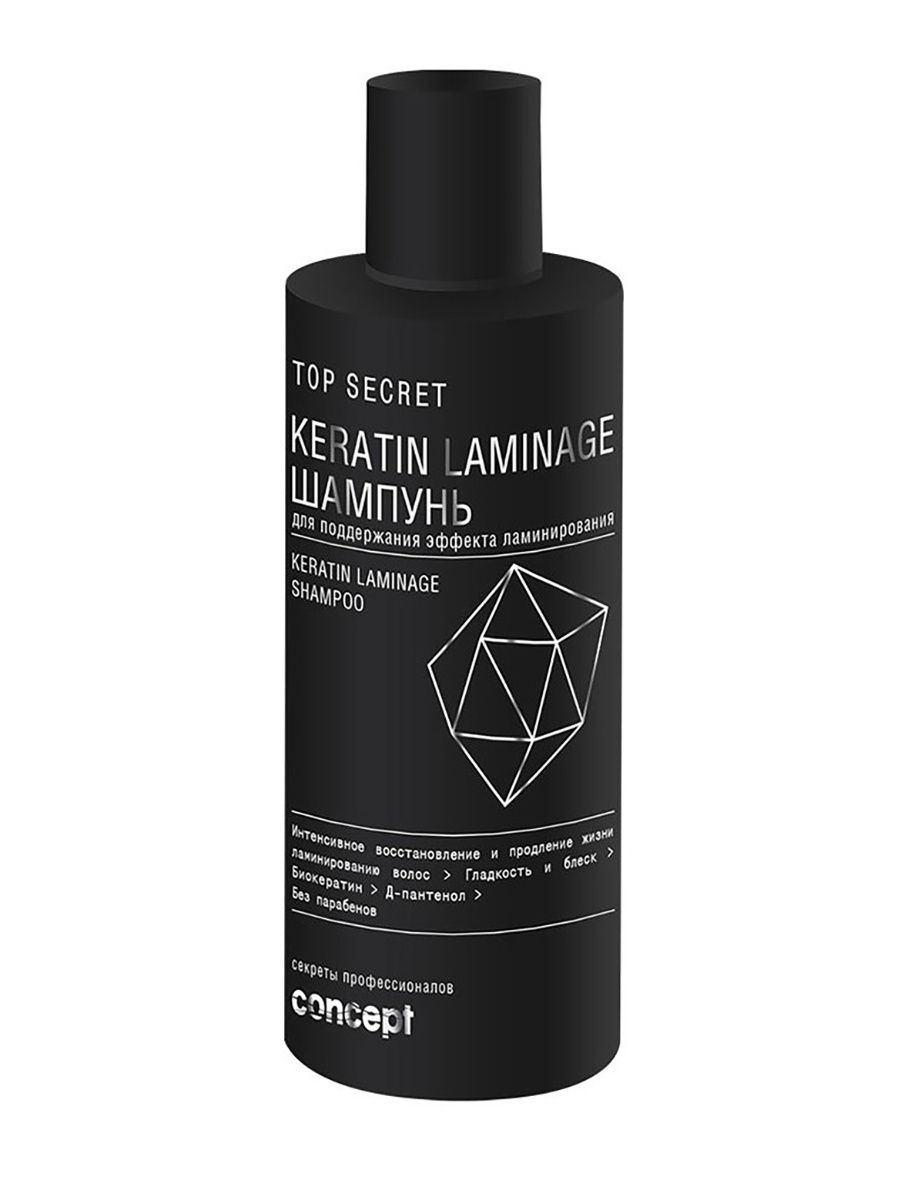 TOP SECRET
KERATIN LAMINAGE
ШАМПУНЬ
для поддержания эффекта ламинирования
KERATIN LAMINAGE
SHAMPOO
Интенсивное восстановление и продление жизни
ламинированию волос > Гладкость и блеск >
Биокератин > Д-пантенол >
Без парабенов
секреты профессионалов
concept